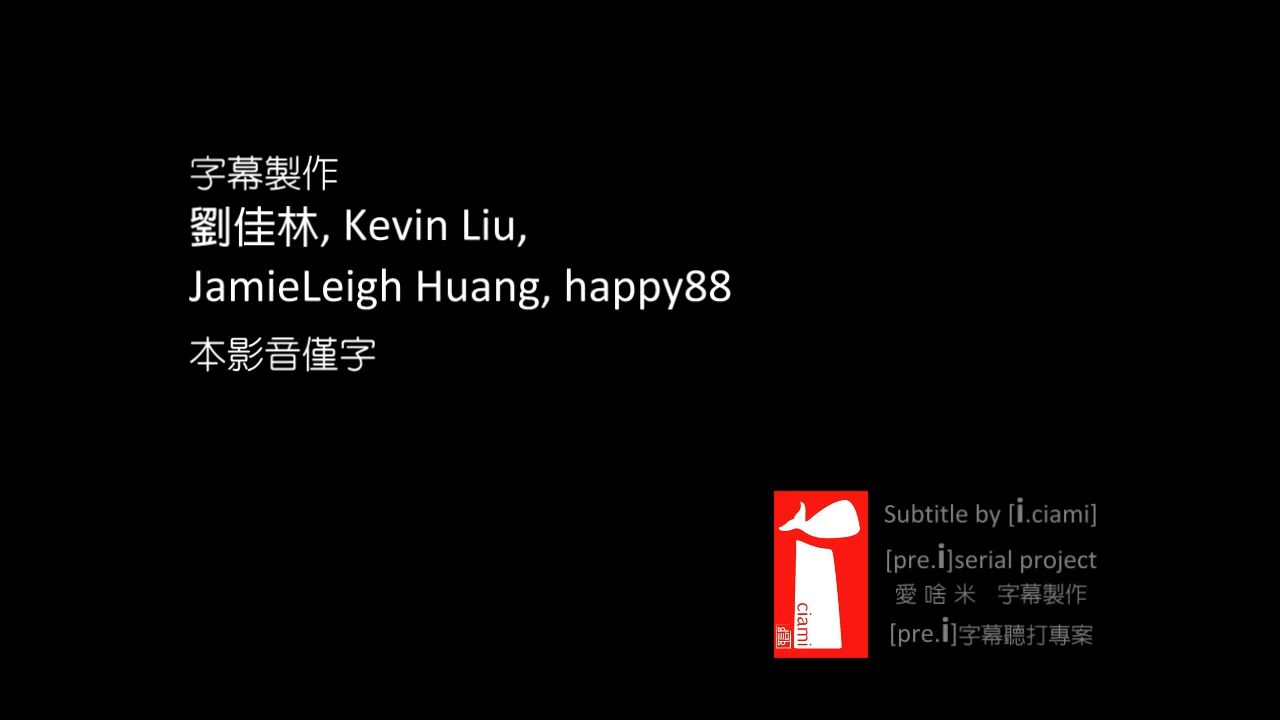 字幕製作
劉佳林, Kevin Liu,
JamieLeigh Huang, happy88
本影音僅字
Subtitle by [i.ciami]
[pre.i]serial project
愛 啥 米 字幕製作
[pre.i]字幕聽打專案
ciami